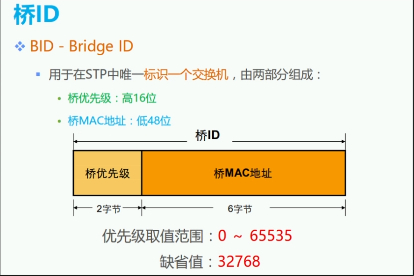 桥ID
BID - Bridge ID
用于在STP中唯一标识一个交换机，由两部分组成：
桥优先级：高16位
桥MAC地址：低48位
桥ID
桥优先级 桥MAC地址
2字节 6字节
优先级取值范围：0 ~ 65535
缺省值：32768